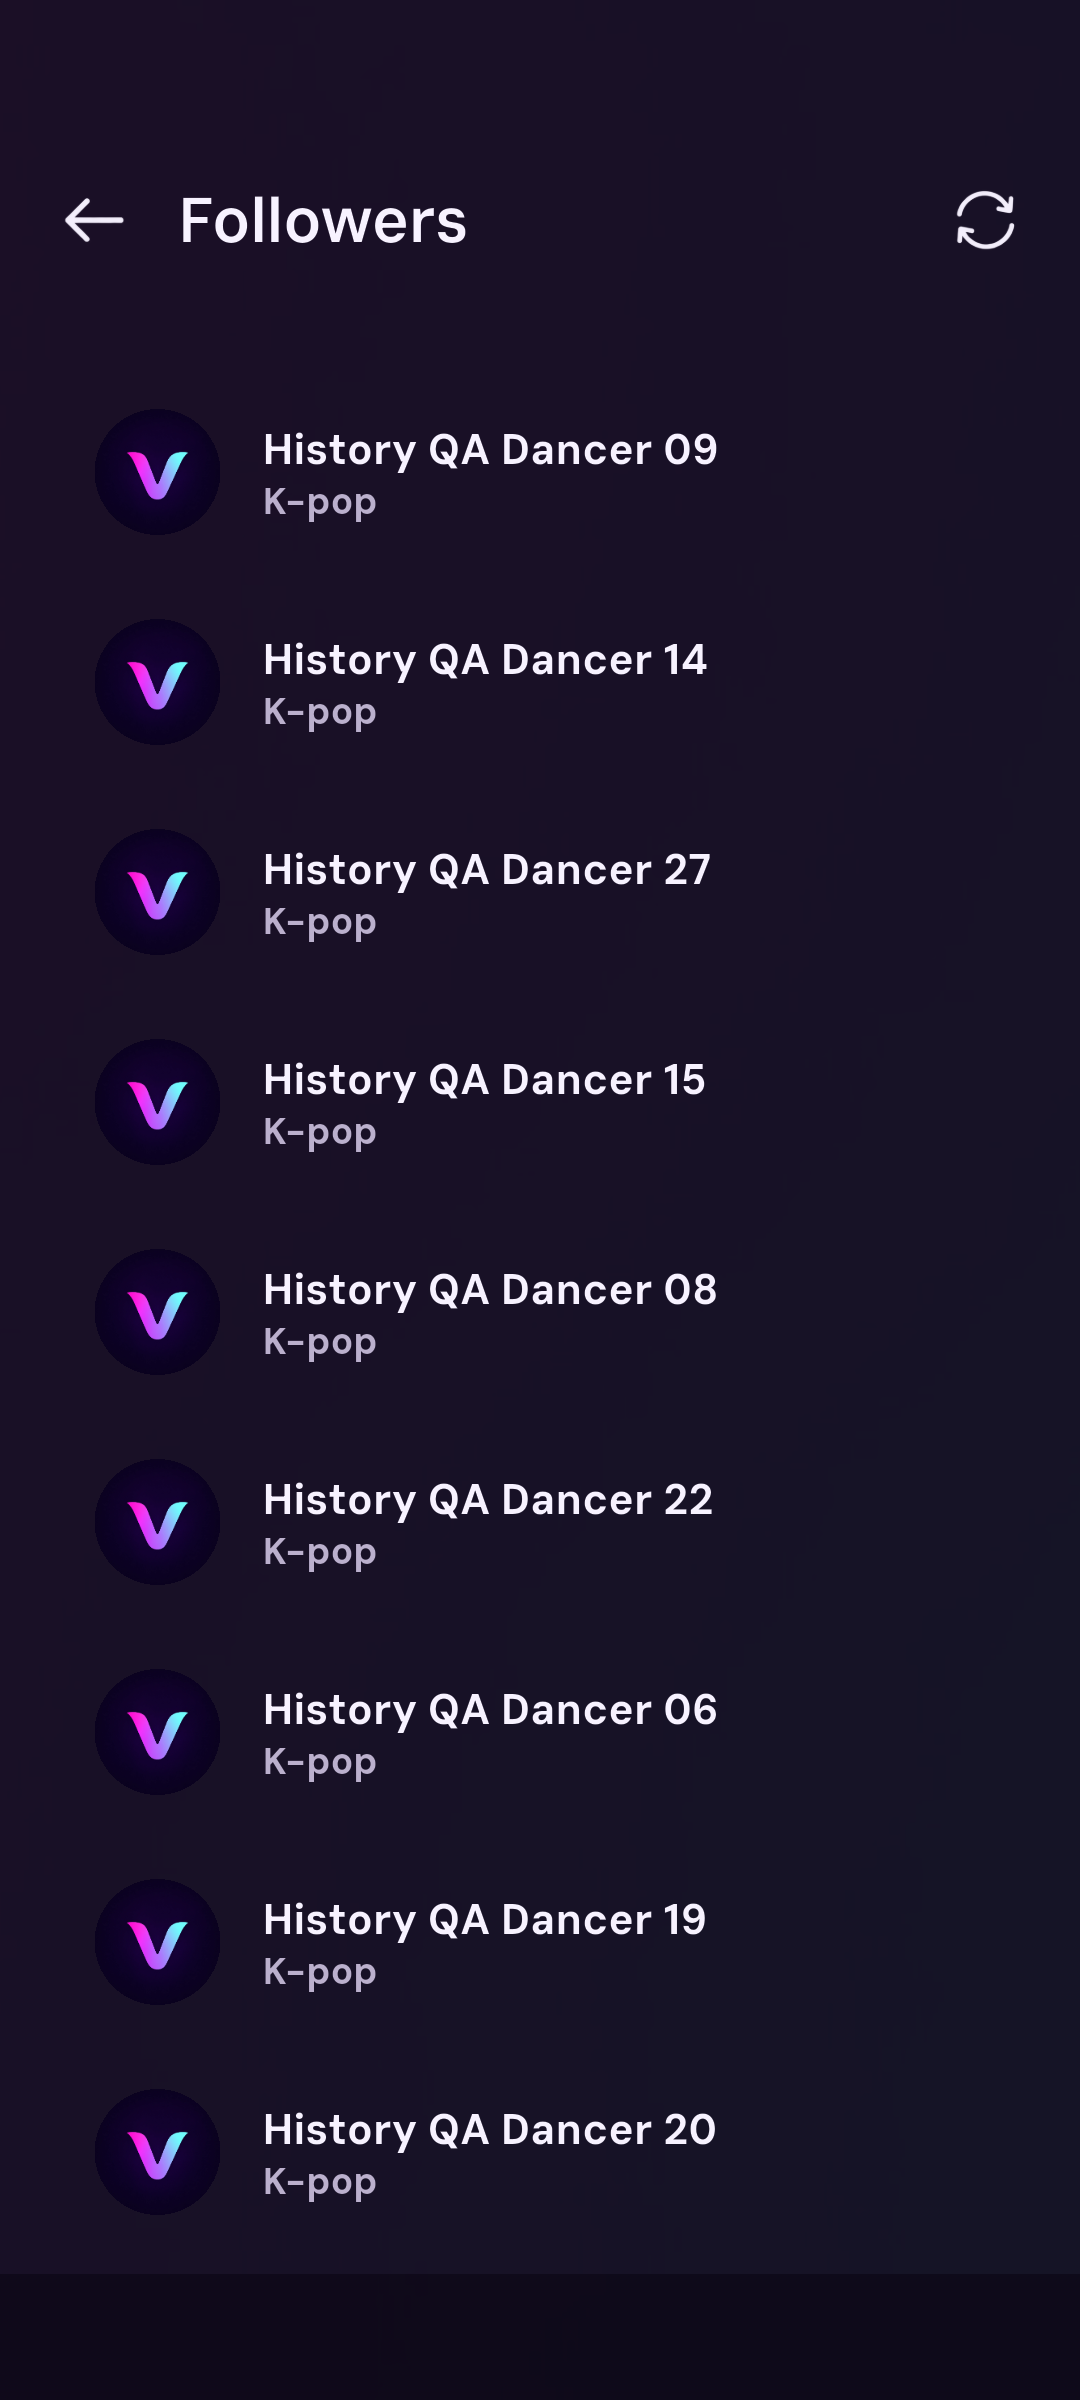 Followers
History QA Dancer 09
K-pop
History QA Dancer 14
K-pop
History QA Dancer 27
K-pop
History QA Dancer 15
K-pop
History QA Dancer 08
K-pop
History QA Dancer 22
K-pop
History QA Dancer 06
K-pop
History QA Dancer 19
K-pop
History QA Dancer 20
K-pop